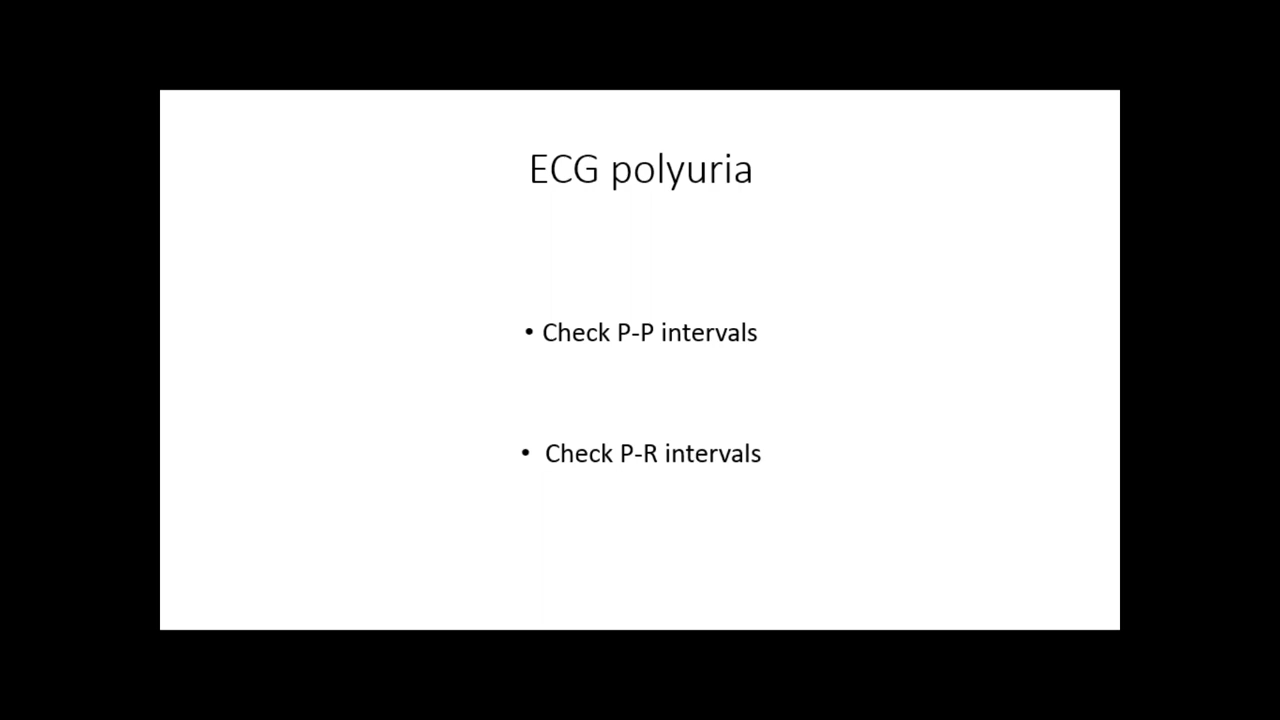 ECG polyuria
• Check P-P intervals
• Check P-R intervals